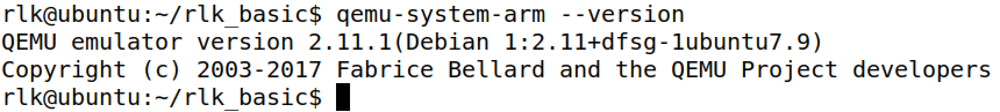 rlk@ubuntu:~/rlk_basic$ qemu-system-arm --version
QEMU emulator version 2.11.1(Debian 1:2.11+dfsg-1ubuntu7.9)
Copyright (c) 2003-2017 Fabrice Bellard and the QEMU Project developers
rlk@ubuntu:~/rlk_basic$